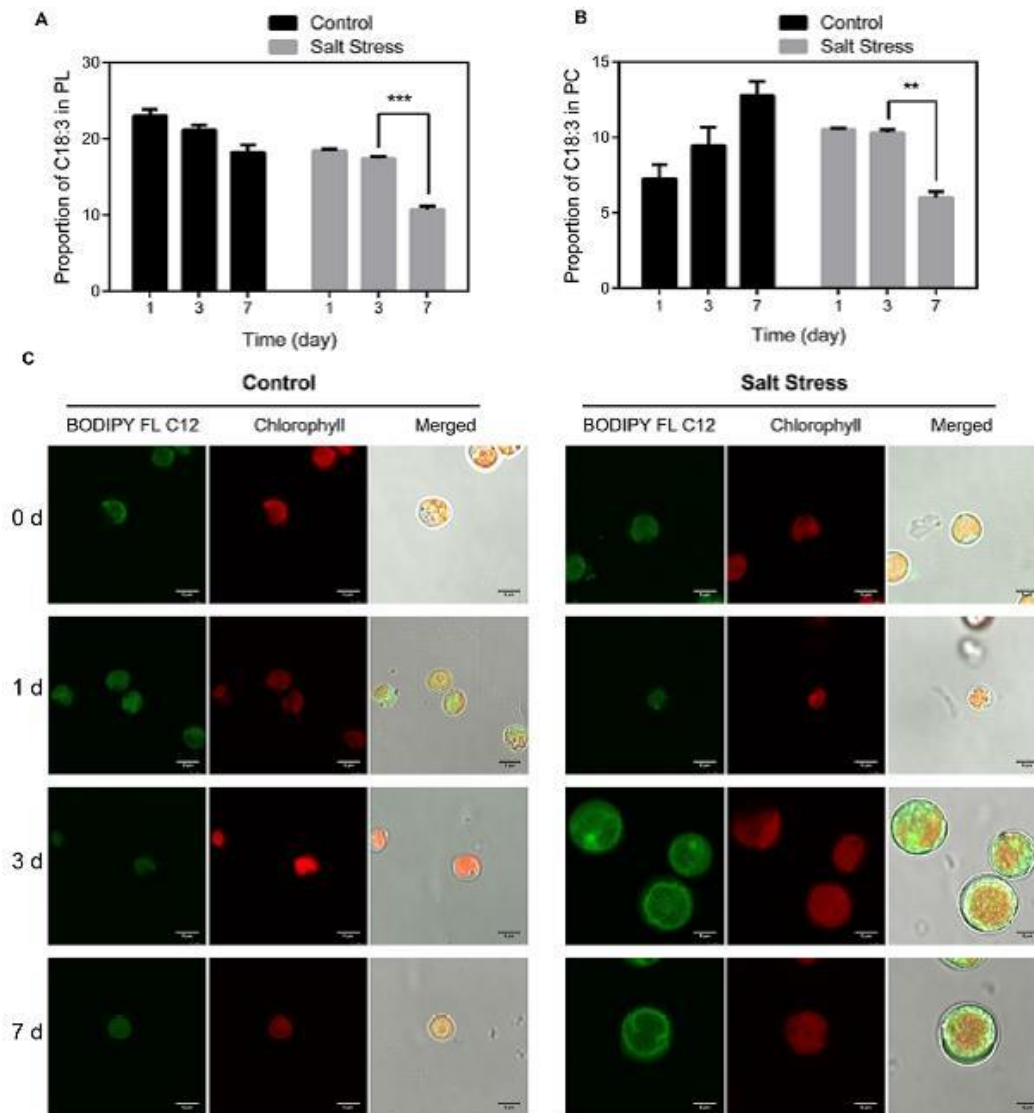 A
Control
Salt Stress
30
20
10
0
***
Proportion of C18:3 in PL
1 3 7 1 3 7
Time (day)
B
Control
Salt Stress
15
10
5
0
**
Proportion of C18:3 in PC
1 3 7 1 3 7
Time (day)
C
Control
Salt Stress
BODIPY FL C12 Chlorophyll Merged
BODIPY FL C12 Chlorophyll Merged
0 d
1 d
3 d
7 d